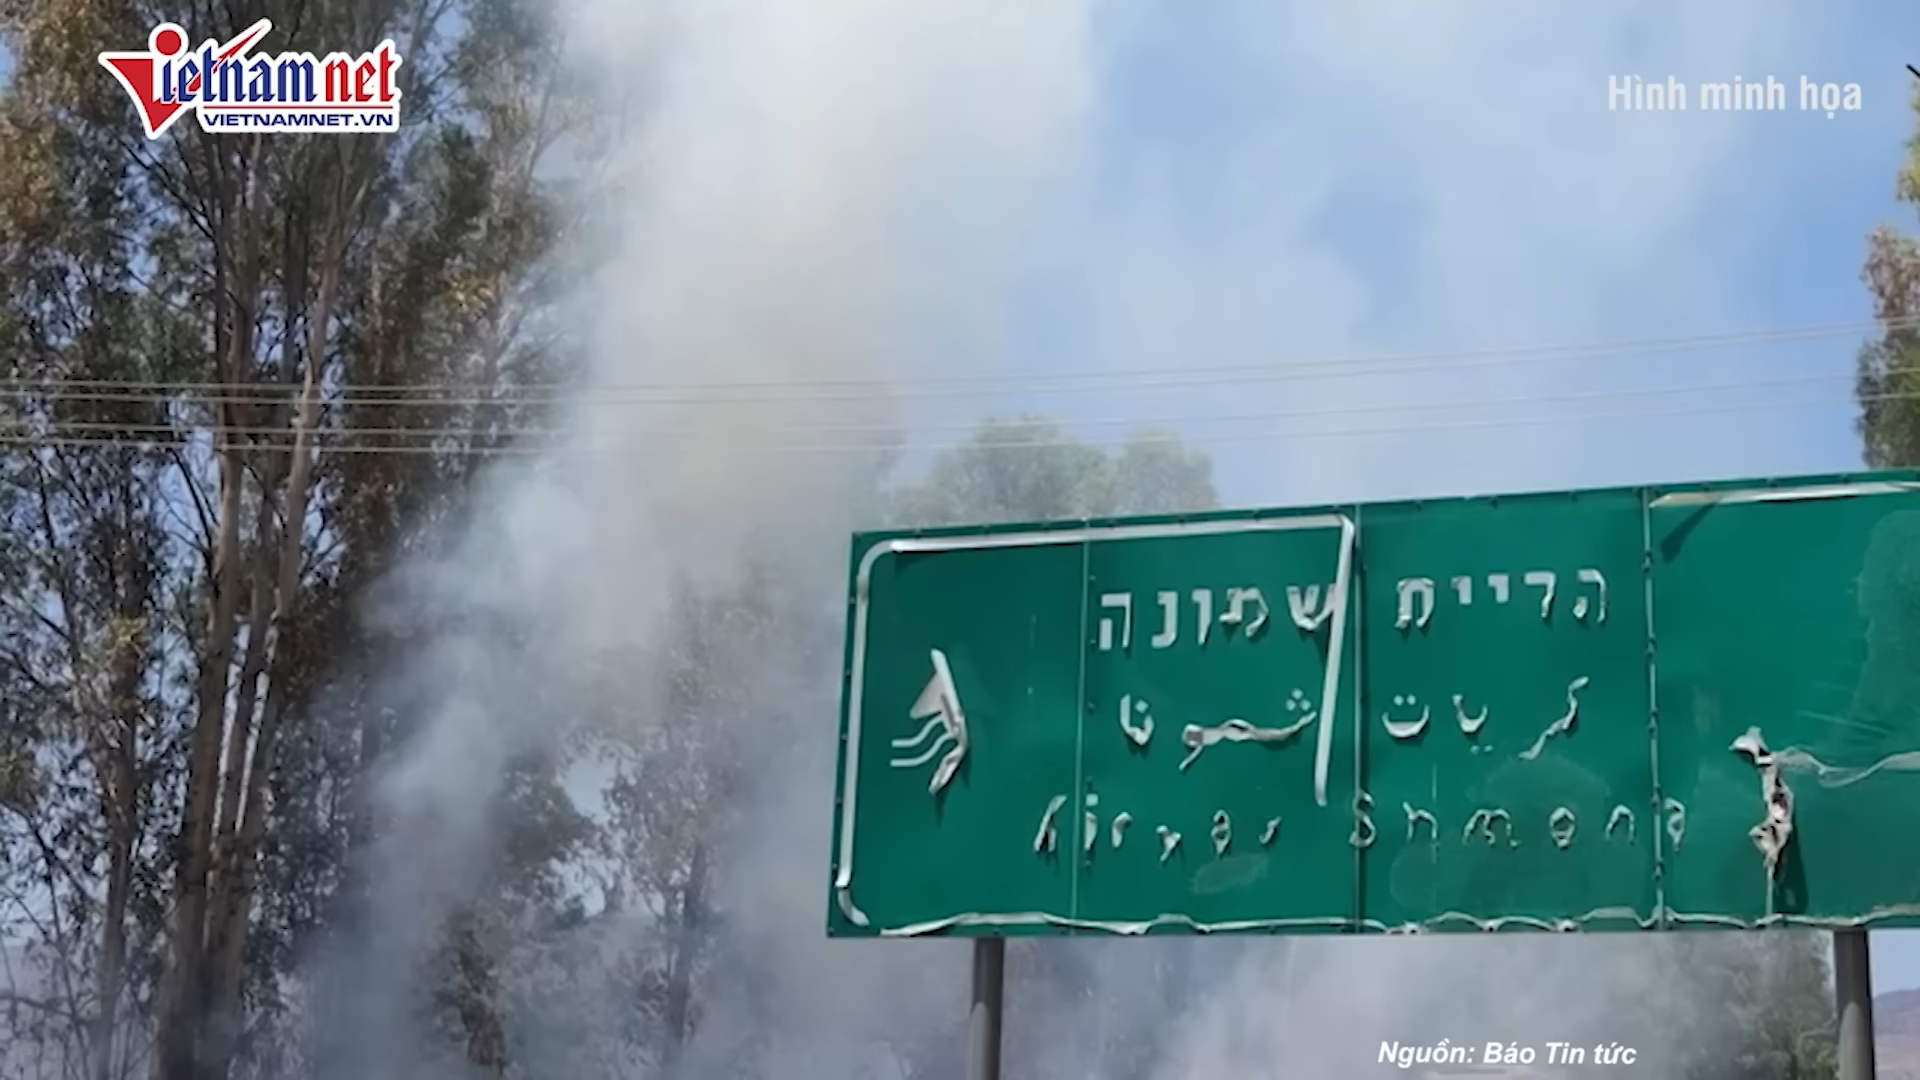 Vietnamnet
VIETNAMNET.VN
Hình minh họa
קריית שמונה
كريات شمونا
Kiryat Shmona
Nguồn: Báo Tin tức